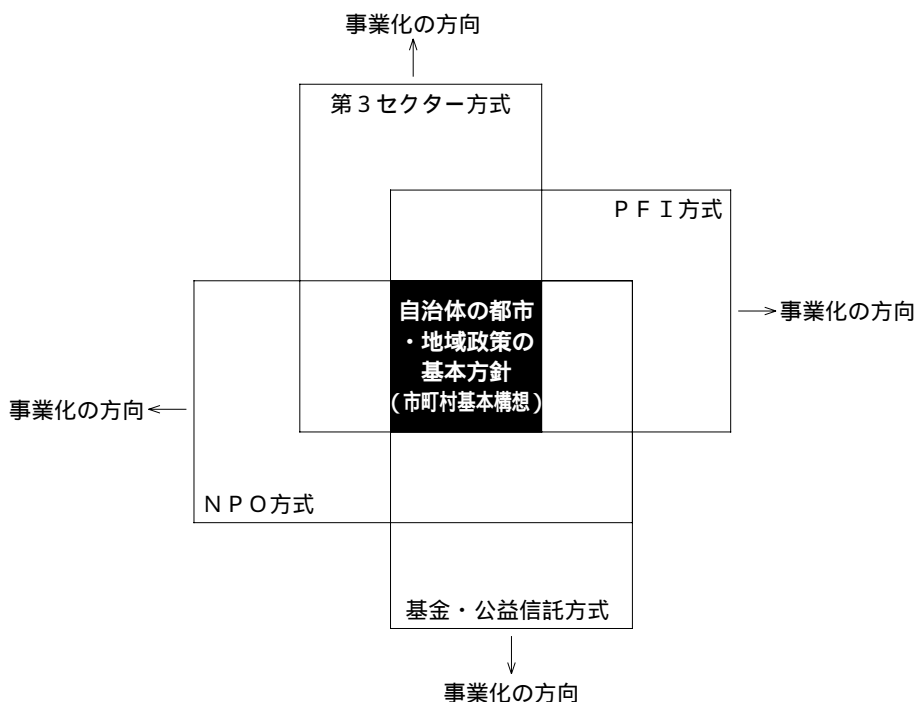 事業化の方向
第３セクター方式
ＰＦＩ方式
自治体の都市
・地域政策の
基本方針
（市町村基本構想）
事業化の方向
事業化の方向
ＮＰＯ方式
基金・公益信託方式
事業化の方向